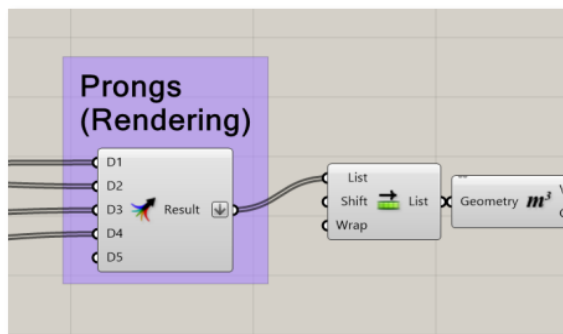 Prongs
(Rendering)
D1
D2
D3
D4
D5
Result
List
Shift
Wrap
List
Geometry
m³